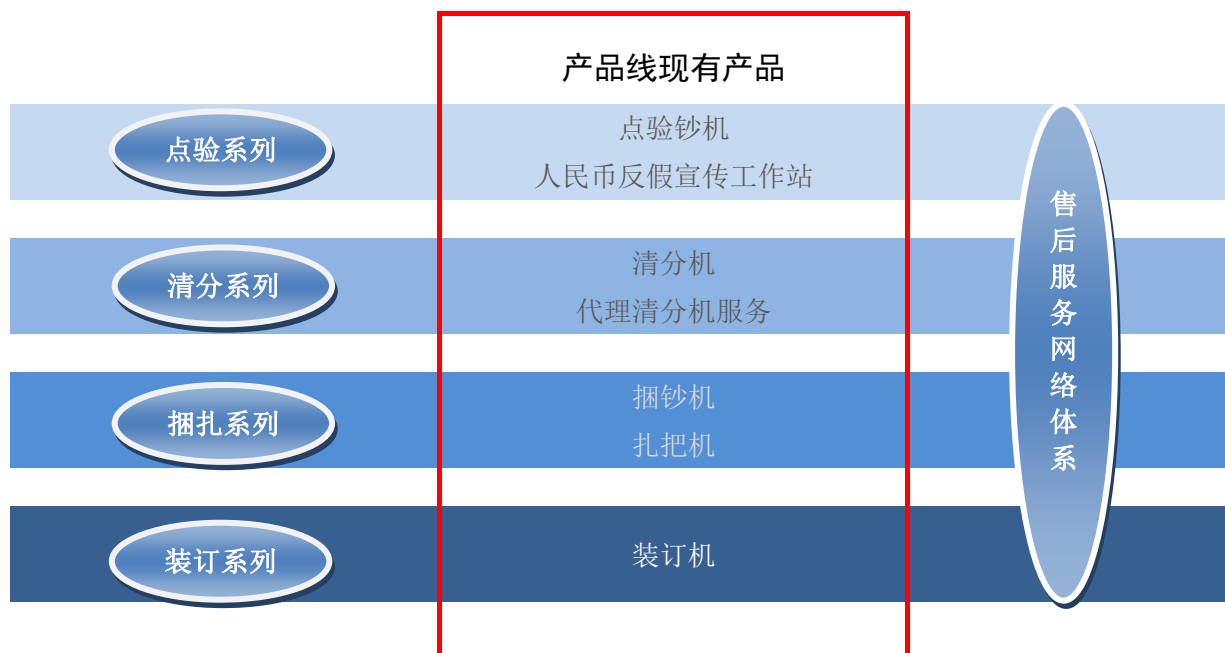 产品线现有产品
点验系列
点验钞机
人民币反假宣传工作站
清分系列
清分机
代理清分机服务
捆扎系列
捆钞机
扎把机
装订系列
装订机
售后服务网络体系